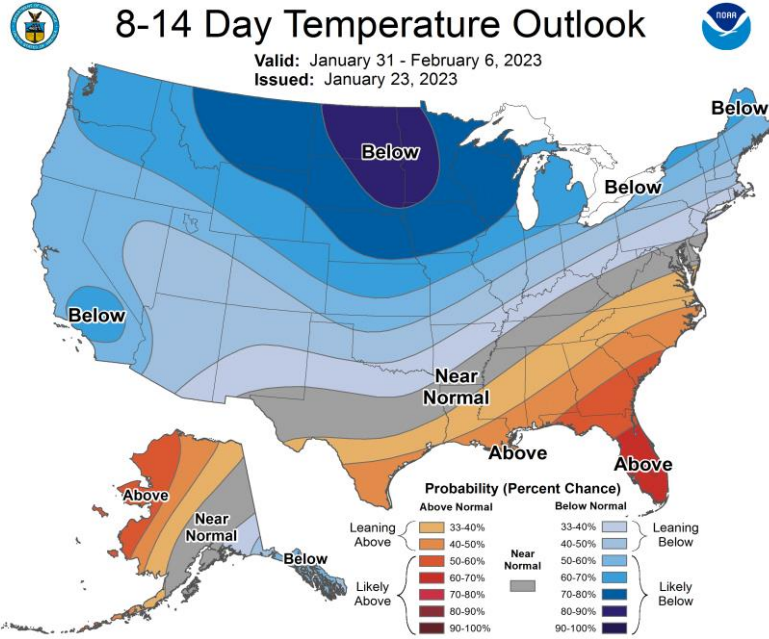 8-14 Day Temperature Outlook
NOAA
Valid: January 31 - February 6, 2023
Issued: January 23, 2023
Below
Below
Below
Below
Near
Normal
Above
Above
Above
Near
Normal
Below
Probability (Percent Chance)
Above Normal
Below Normal
Leaning
Above
33-40%
40-50%
Likely
Above
50-60%
60-70%
70-80%
80-90%
90-100%
Near
Normal
33-40%
40-50%
Leaning
Below
50-60%
60-70%
70-80%
80-90%
90-100%
Likely
Below